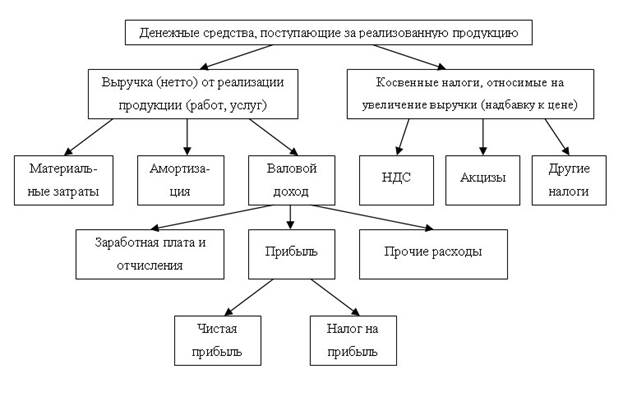 Денежные средства, поступающие за реализованную продукцию
Выручка (нетто) от реализации
продукции (работ, услуг)
Косвенные налоги, относимые на
увеличение выручки (надбавку к цене)
Материаль-
ные затраты
Амортиза-
ция
Валовой
доход
НДС
Акцизы
Другие
налоги
Заработная плата и
отчисления
Прибыль
Прочие расходы
Чистая
прибыль
Налог на
прибыль